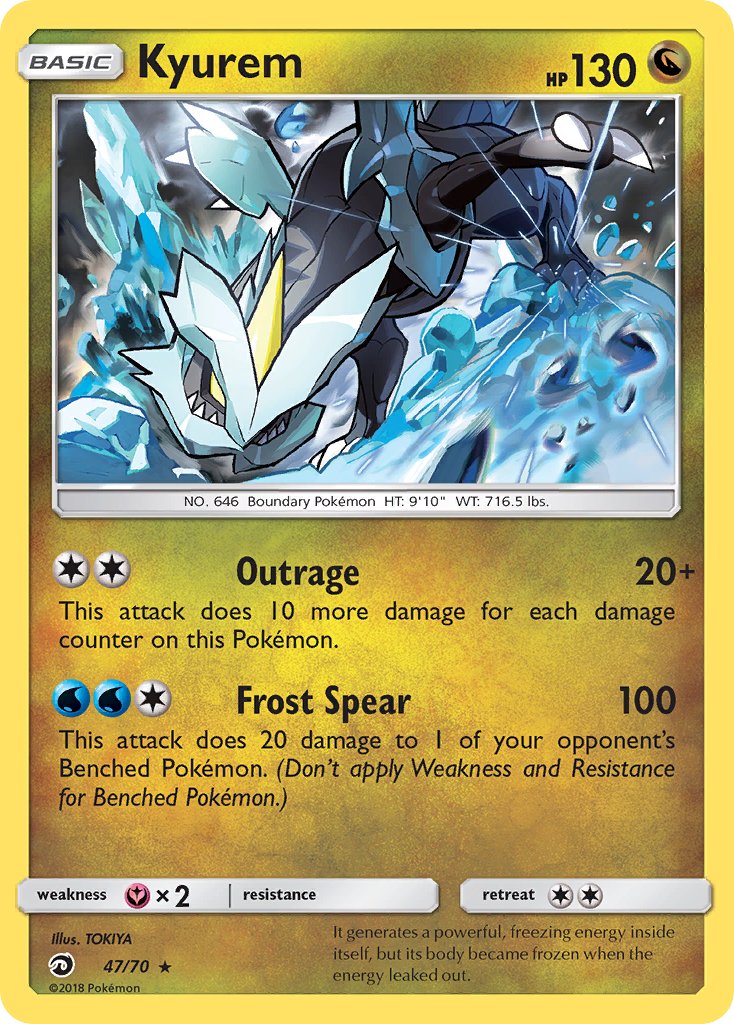 BASIC Kyurem HP 130
NO. 646 Boundary Pokémon HT: 9'10" WT: 716.5 lbs.
Outrage 20+
This attack does 10 more damage for each damage
counter on this Pokémon.
Frost Spear 100
This attack does 20 damage to 1 of your opponent's
Benched Pokémon. (Don't apply Weakness and Resistance
for Benched Pokémon.)
weakness ×2 resistance retreat
Illus. TOKIYA
47/70 ★
©2018 Pokémon
It generates a powerful, freezing energy inside
itself, but its body became frozen when the
energy leaked out.